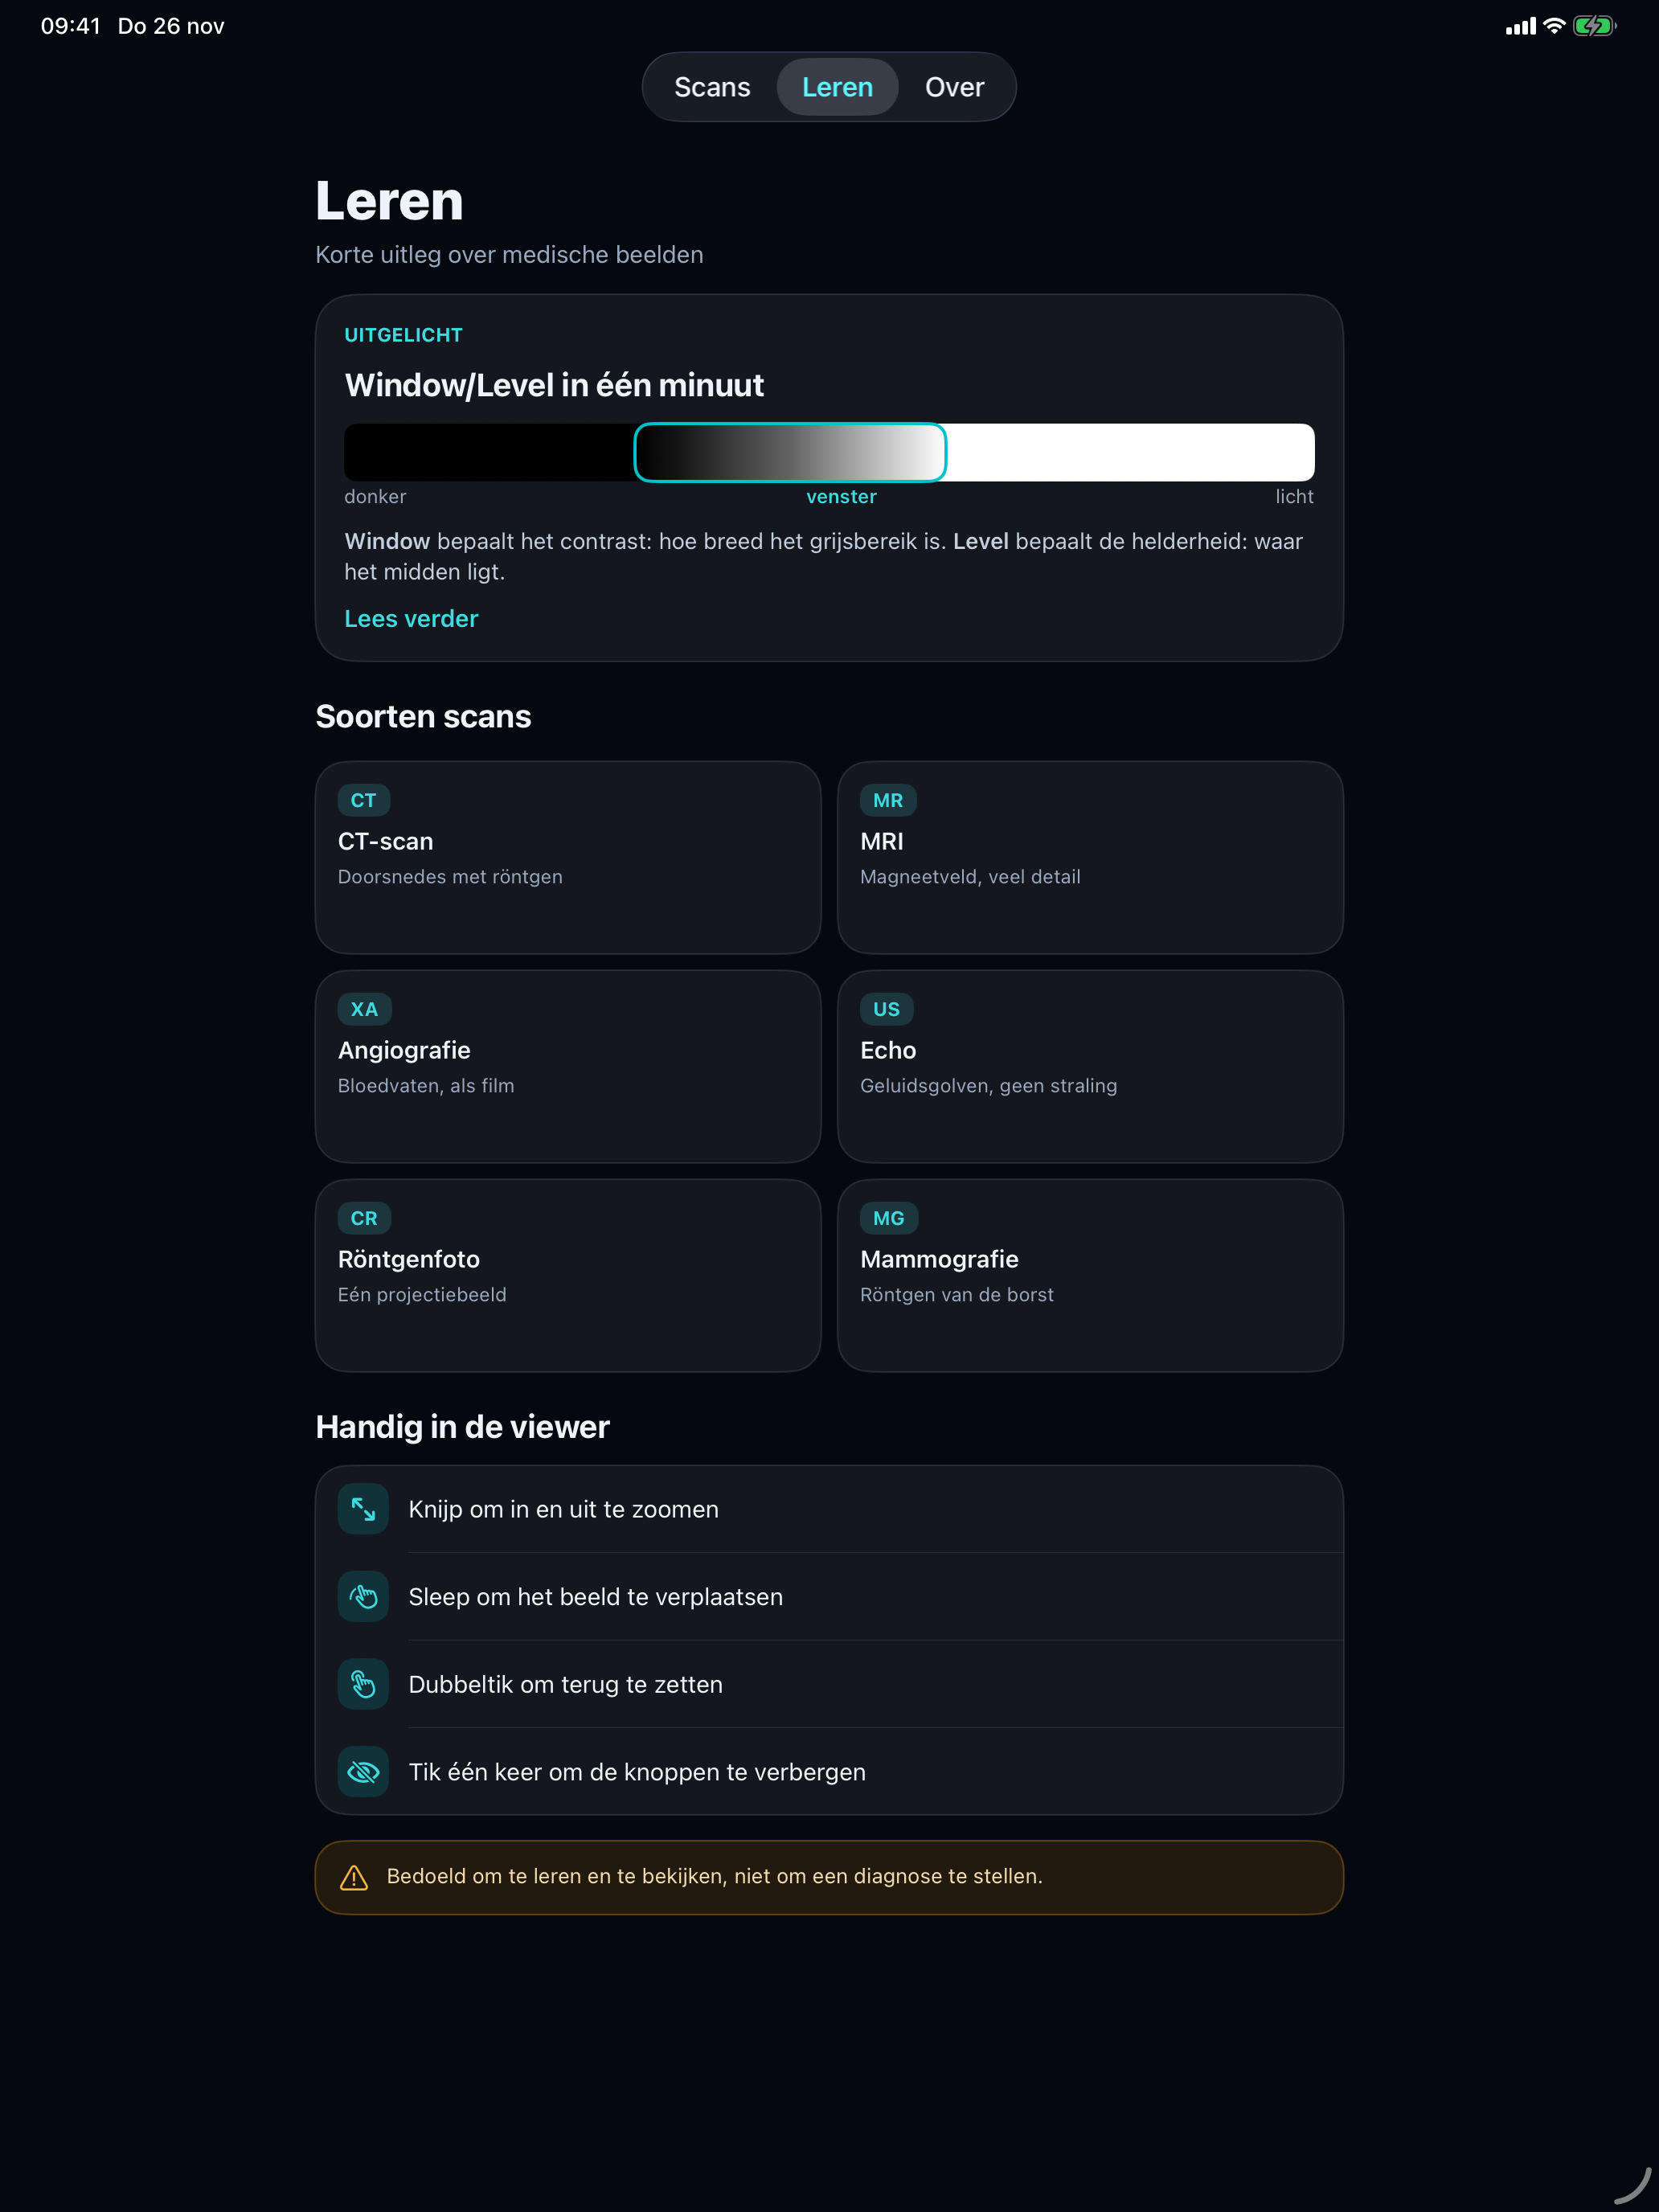 09:41 Do 26 nov
Scans Leren Over
Leren
Korte uitleg over medische beelden
UITGELICHT
Window/Level in één minuut
donker venster licht
Window bepaalt het contrast: hoe breed het grijsbereik is. Level bepaalt de helderheid: waar
het midden ligt.
Lees verder
Soorten scans
CT
CT-scan
Doorsnedes met röntgen
MR
MRI
Magneetveld, veel detail
XA
Angiografie
Bloedvaten, als film
US
Echo
Geluidsgolven, geen straling
CR
Röntgenfoto
Eén projectiebeeld
MG
Mammografie
Röntgen van de borst
Handig in de viewer
Knijp om in en uit te zoomen
Sleep om het beeld te verplaatsen
Dubbeltik om terug te zetten
Tik één keer om de knoppen te verbergen
Bedoeld om te leren en te bekijken, niet om een diagnose te stellen.